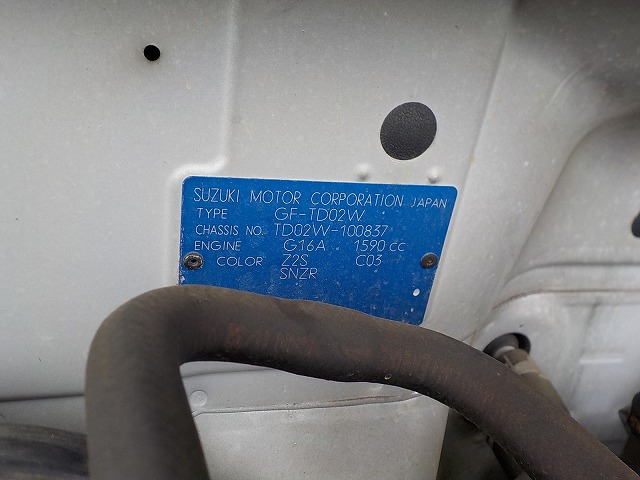 SUZUKI MOTOR CORPORATION JAPAN
TYPE GF-TD02W
CHASSIS NO. TD02W-100837
ENGINE G16A 1590 cc
COLOR Z2S C03
SNZR